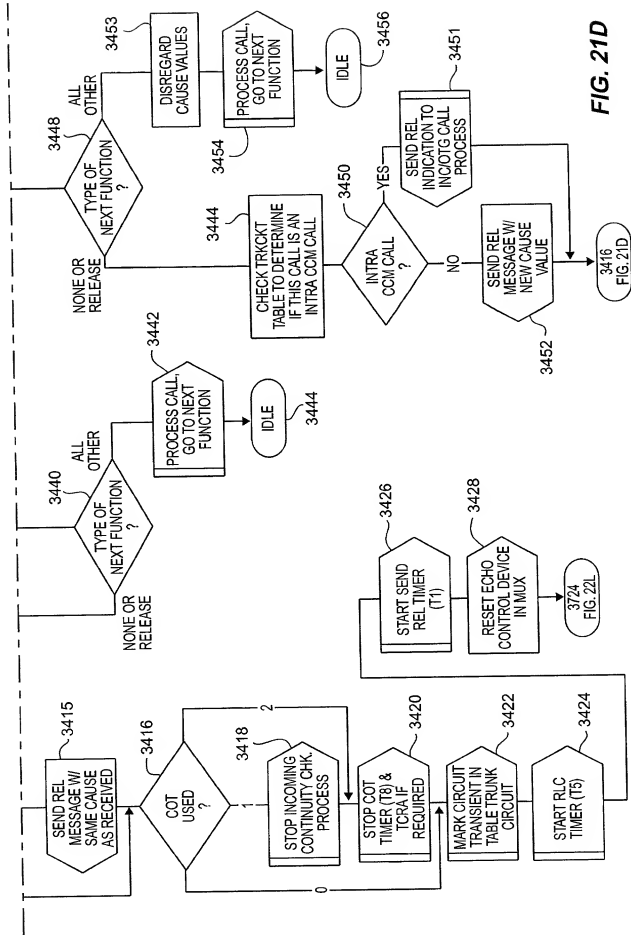 3415
SEND REL
MESSAGE W/
SAME CAUSE
AS RECEIVED
3416
COT
USED
?
0
1
2
3418
STOP INCOMING
CONTINUITY CHK.
PROCESS
3420
STOP COT
TIMER (T8) &
TCRA IF
REQUIRED
3422
MARK CIRCUIT
TRANSIENT IN
TABLE TRUNK
CIRCUIT
3424
START RLC
TIMER (T5)
3426
START SEND
REL TIMER
(T1)
3428
RESET ECHO
CONTROL DEVICE
IN MUX
3724
FIG. 22L
3440
TYPE OF
NEXT FUNCTION
?
NONE OR
RELEASE
ALL
OTHER
3442
PROCESS CALL,
GO TO NEXT
FUNCTION
IDLE
3444
3448
TYPE OF
NEXT FUNCTION
?
NONE OR
RELEASE
ALL
OTHER
3453
DISREGARD
CAUSE VALUES
PROCESS CALL,
GO TO NEXT
FUNCTION
3454
IDLE
3456
3444
CHECK TRKCKT
TABLE TO DETERMINE
IF THIS CALL IS AN
INTRA CCM CALL
3450
INTRA
CCM CALL
?
YES
NO
3451
SEND REL
INDICATION TO
INC/OTG CALL
PROCESS
SEND REL
MESSAGE W/
NEW CAUSE
VALUE
3452
3416
FIG. 21D
FIG. 21D